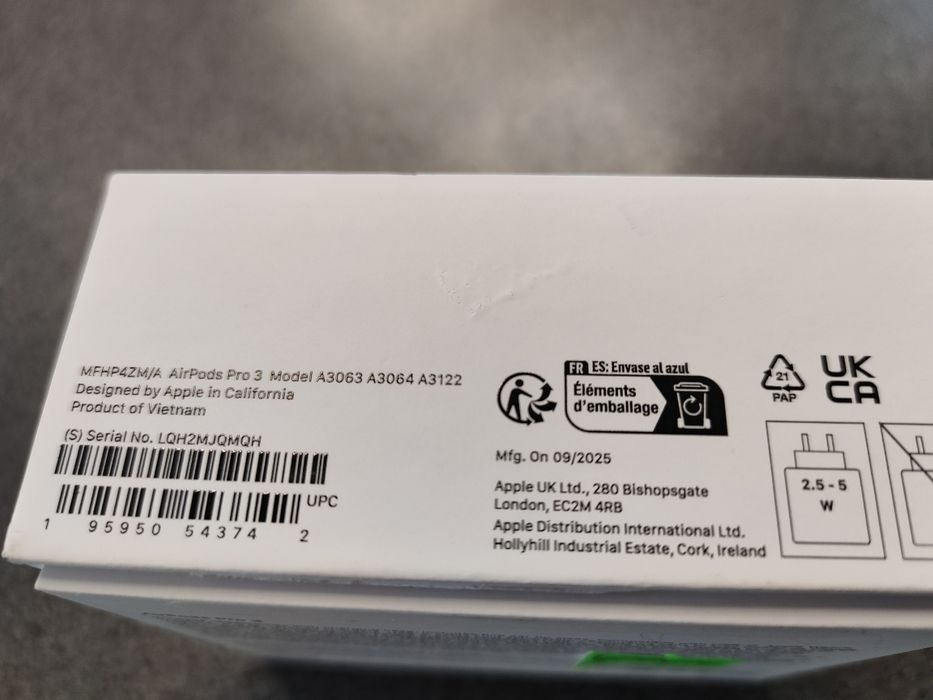 MFHP4ZM/A AirPods Pro 3 Model A3063 A3064 A3122
Designed by Apple in California
Product of Vietnam
(S) Serial No. LQH2MJQMQH
UPC
1 95950 54374 2
FR ES: Envase al azul
Éléments
d'emballage
Mfg. On 09/2025
Apple UK Ltd., 280 Bishopsgate
London, EC2M 4RB
Apple Distribution International Ltd.
Hollyhill Industrial Estate, Cork, Ireland
21
PAP
UK
CA
2.5 - 5
W